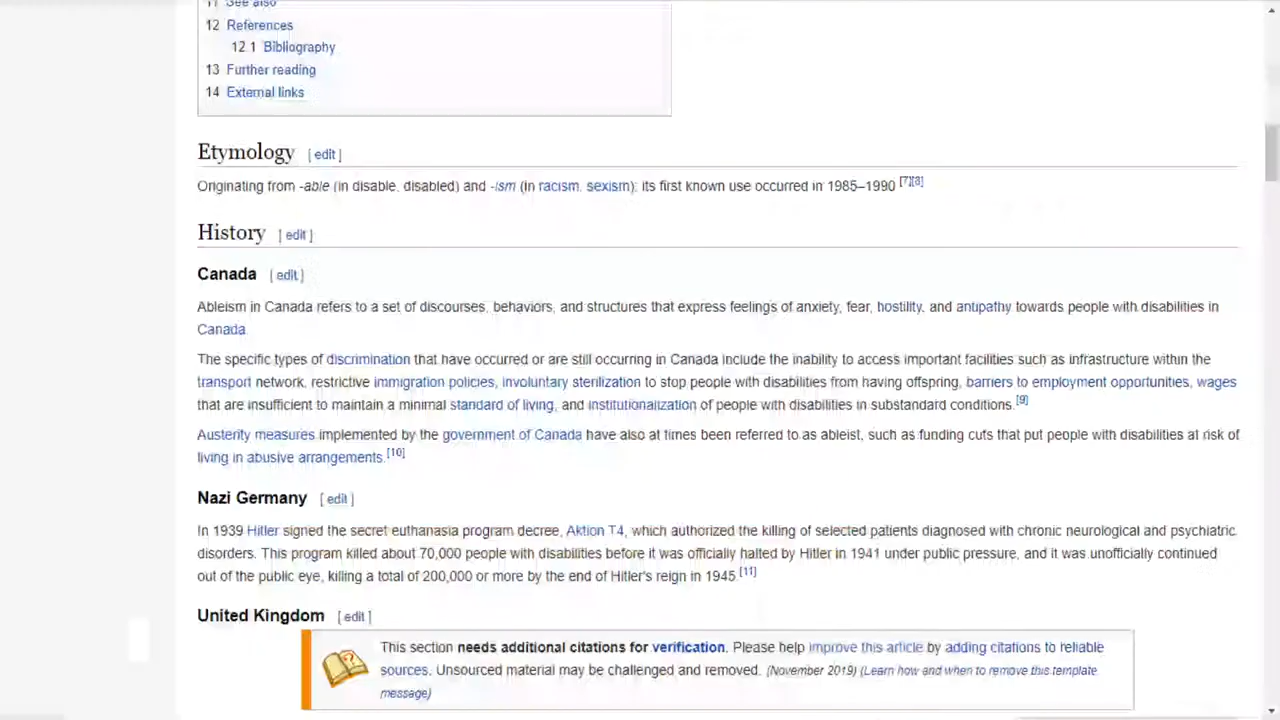 11 See also
12 References
12.1 Bibliography
13 Further reading
14 External links
Etymology [ edit ]
Originating from -able (in disable, disabled) and -ism (in racism, sexism); its first known use occurred in 1985–1990 [7][8]
History [ edit ]
Canada [ edit ]
Ableism in Canada refers to a set of discourses, behaviors, and structures that express feelings of anxiety, fear, hostility, and antipathy towards people with disabilities in
Canada.
The specific types of discrimination that have occurred or are still occurring in Canada include the inability to access important facilities such as infrastructure within the
transport network, restrictive immigration policies, involuntary sterilization to stop people with disabilities from having offspring, barriers to employment opportunities, wages
that are insufficient to maintain a minimal standard of living, and institutionalization of people with disabilities in substandard conditions.[9]
Austerity measures implemented by the government of Canada have also at times been referred to as ableist, such as funding cuts that put people with disabilities at risk of
living in abusive arrangements.[10]
Nazi Germany [ edit ]
In 1939 Hitler signed the secret euthanasia program decree, Aktion T4, which authorized the killing of selected patients diagnosed with chronic neurological and psychiatric
disorders. This program killed about 70,000 people with disabilities before it was officially halted by Hitler in 1941 under public pressure, and it was unofficially continued
out of the public eye, killing a total of 200,000 or more by the end of Hitler's reign in 1945.[11]
United Kingdom [ edit ]
This section needs additional citations for verification. Please help improve this article by adding citations to reliable
sources. Unsourced material may be challenged and removed. (November 2019) (Learn how and when to remove this template
message)